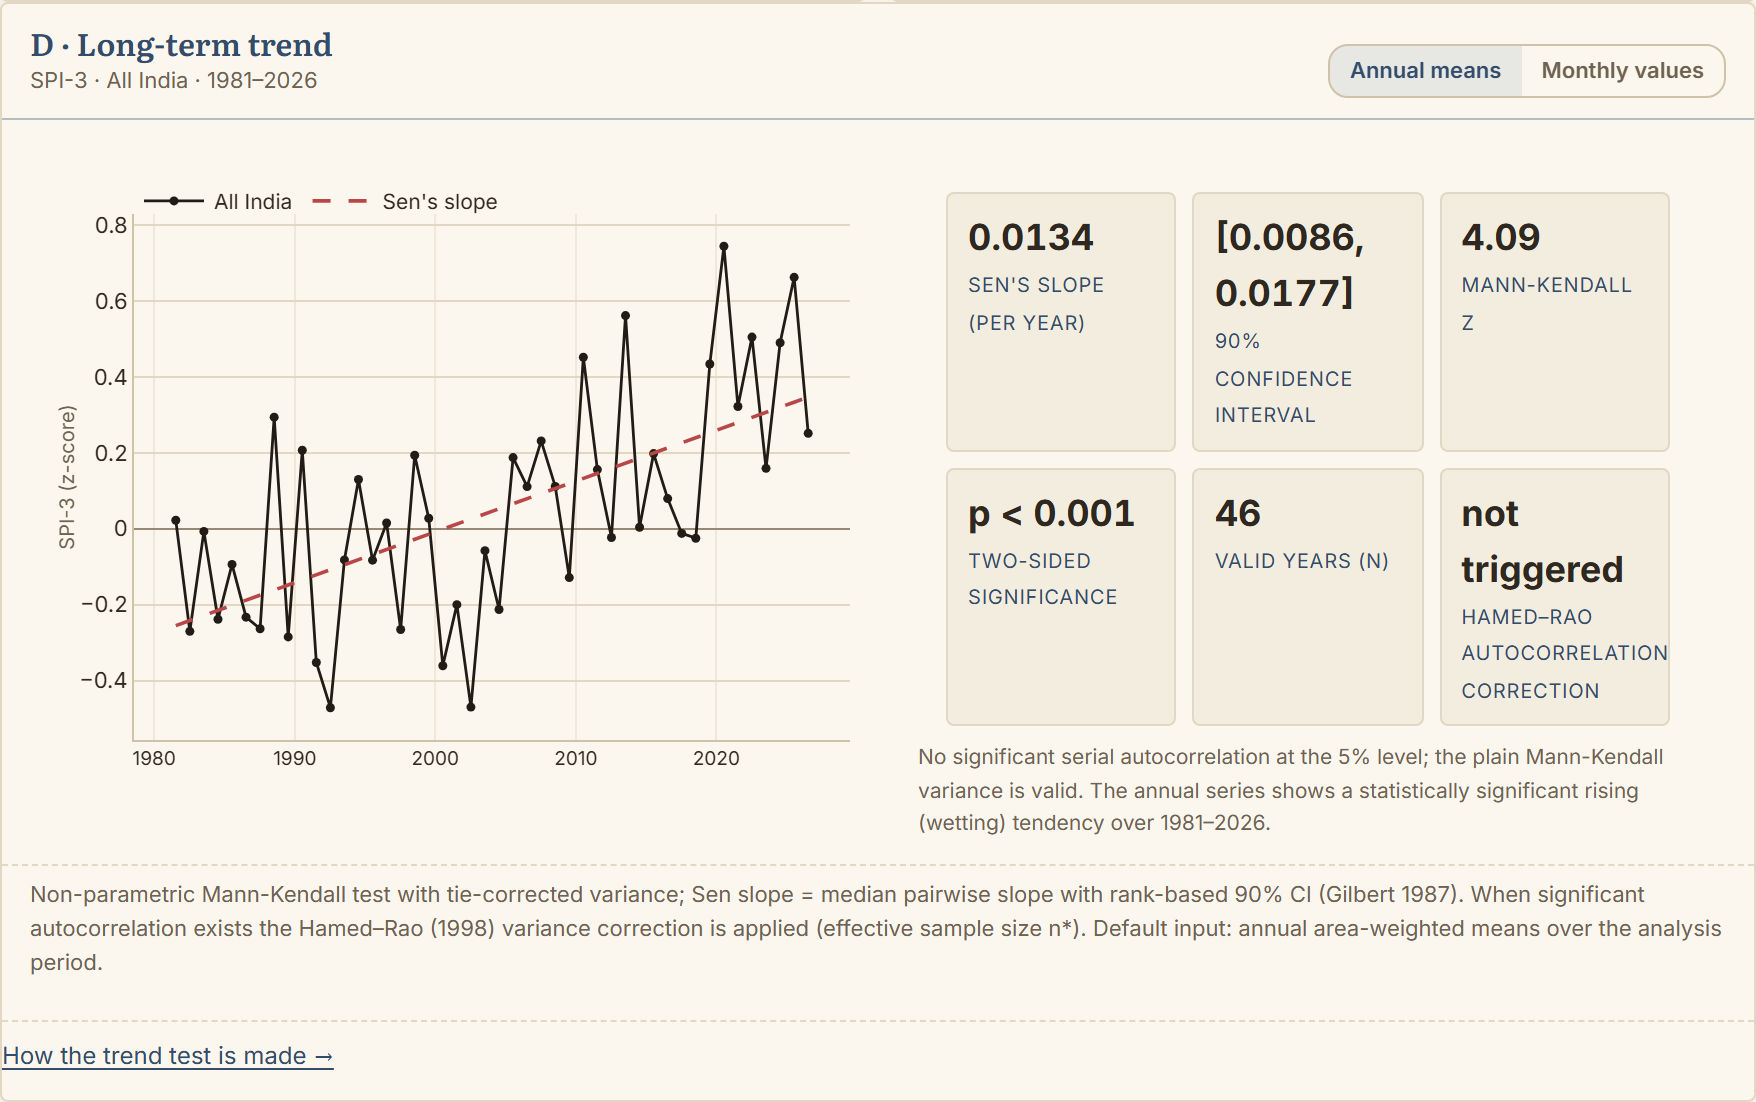 D · Long-term trend
SPI-3 · All India · 1981–2026
Annual means
Monthly values
All India
Sen's slope
0.8
0.6
0.4
0.2
0
−0.2
−0.4
SPI-3 (z-score)
1980
1990
2000
2010
2020
0.0134
SEN'S SLOPE
(PER YEAR)
[0.0086,
0.0177]
90%
CONFIDENCE
INTERVAL
4.09
MANN-KENDALL
Z
p < 0.001
TWO-SIDED
SIGNIFICANCE
46
VALID YEARS (N)
not
triggered
HAMED–RAO
AUTOCORRELATION
CORRECTION
No significant serial autocorrelation at the 5% level; the plain Mann-Kendall
variance is valid. The annual series shows a statistically significant rising
(wetting) tendency over 1981–2026.
Non-parametric Mann-Kendall test with tie-corrected variance; Sen slope = median pairwise slope with rank-based 90% CI (Gilbert 1987). When significant
autocorrelation exists the Hamed–Rao (1998) variance correction is applied (effective sample size n*). Default input: annual area-weighted means over the analysis
period.
How the trend test is made →